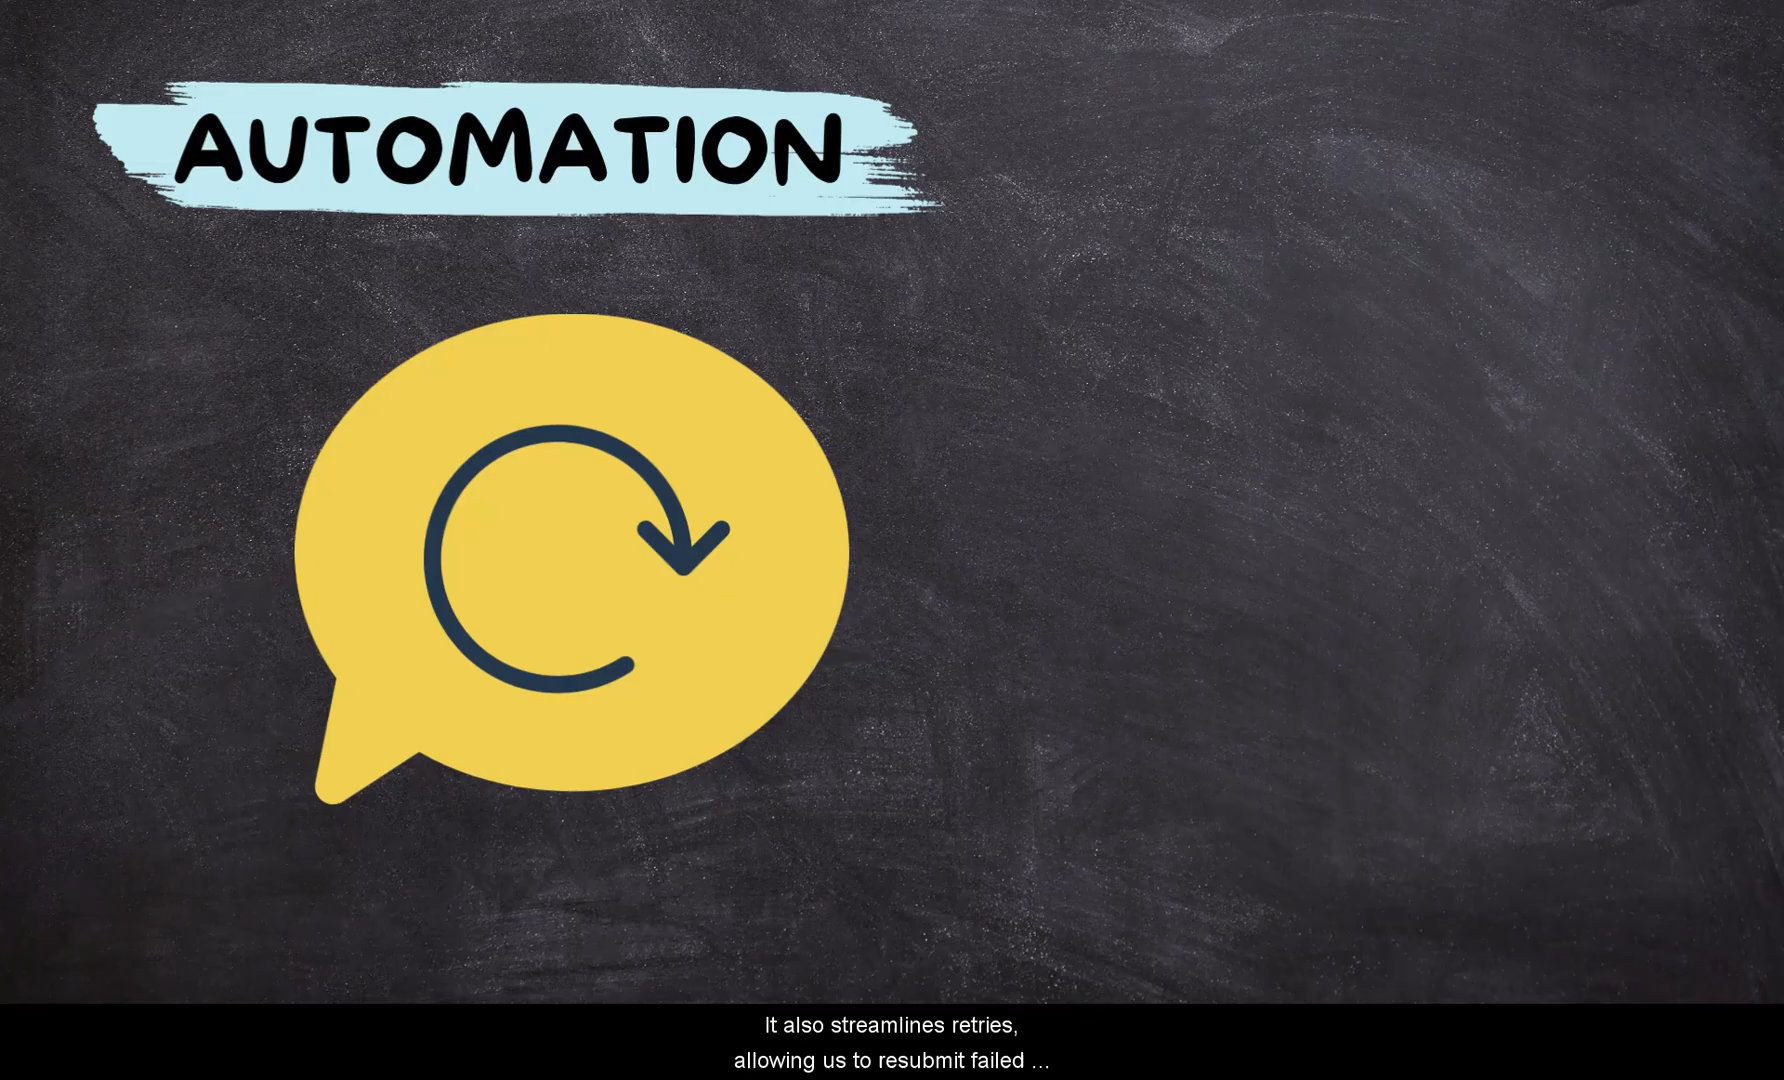 AUTOMATION
It also streamlines retries,
allowing us to resubmit failed ...